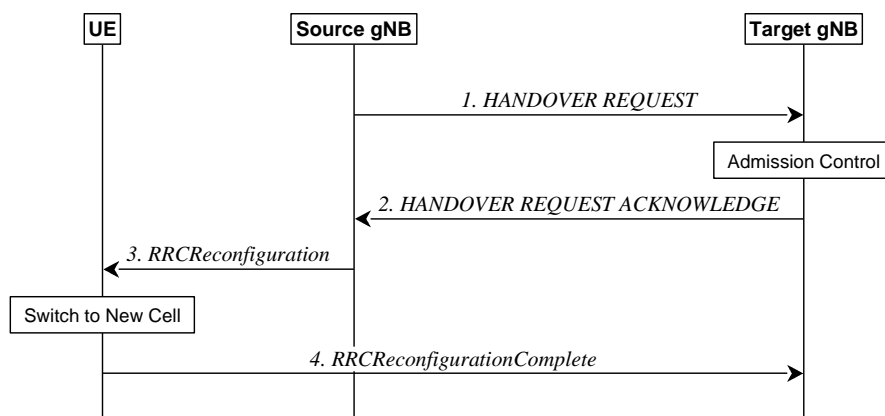 UE
Source gNB
Target gNB
1. HANDOVER REQUEST
Admission Control
2. HANDOVER REQUEST ACKNOWLEDGE
3. RRCReconfiguration
Switch to New Cell
4. RRCReconfigurationComplete